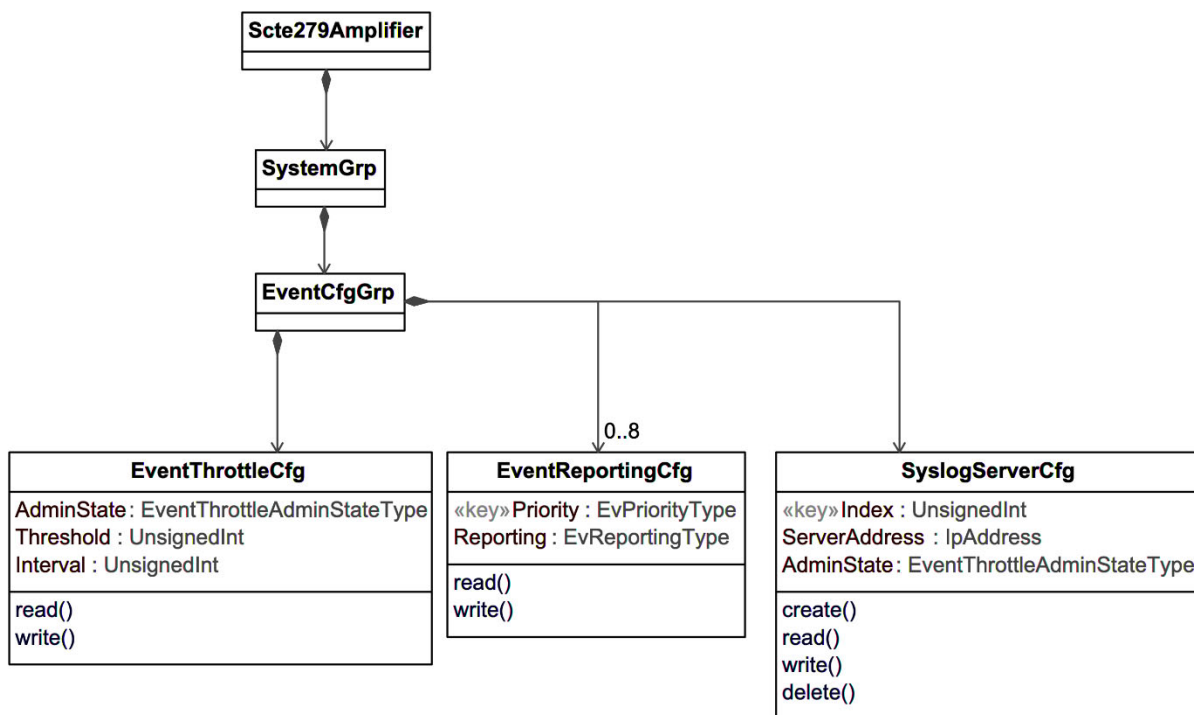 Scte279Amplifier
SystemGrp
EventCfgGrp
0..8
EventThrottleCfg
AdminState : EventThrottleAdminStateType
Threshold : UnsignedInt
Interval : UnsignedInt
read()
write()
EventReportingCfg
«key»Priority : EvPriorityType
Reporting : EvReportingType
read()
write()
SyslogServerCfg
«key»Index : UnsignedInt
ServerAddress : IpAddress
AdminState : EventThrottleAdminStateType
create()
read()
write()
delete()